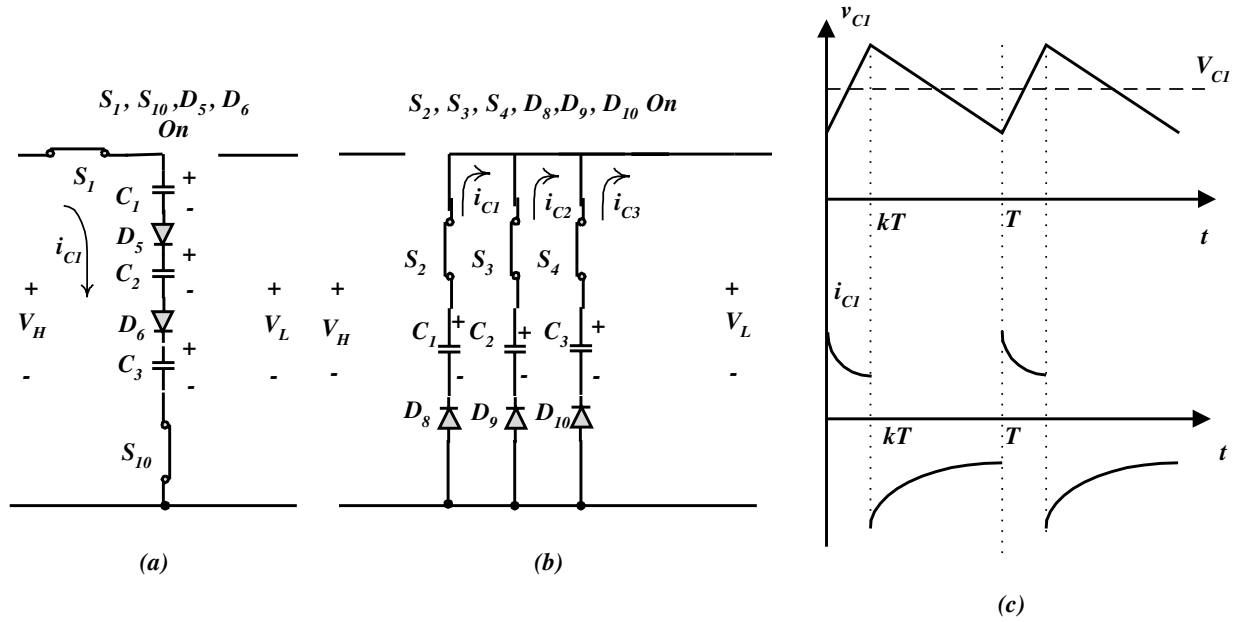 S1, S10 ,D5, D6
On
S1
C1
+
-
D5
iC1
C2
+
-
D6
C3
+
-
S10
+
VH
-
+
VL
-
(a)
S2, S3, S4, D8,D9, D10 On
iC1
iC2
iC3
S2
S3
S4
+
VH
-
C1
+
-
C2
+
-
C3
+
-
D8
D9
D10
+
VL
-
(b)
vC1
VC1
kT
T
t
iC1
kT
T
t
(c)